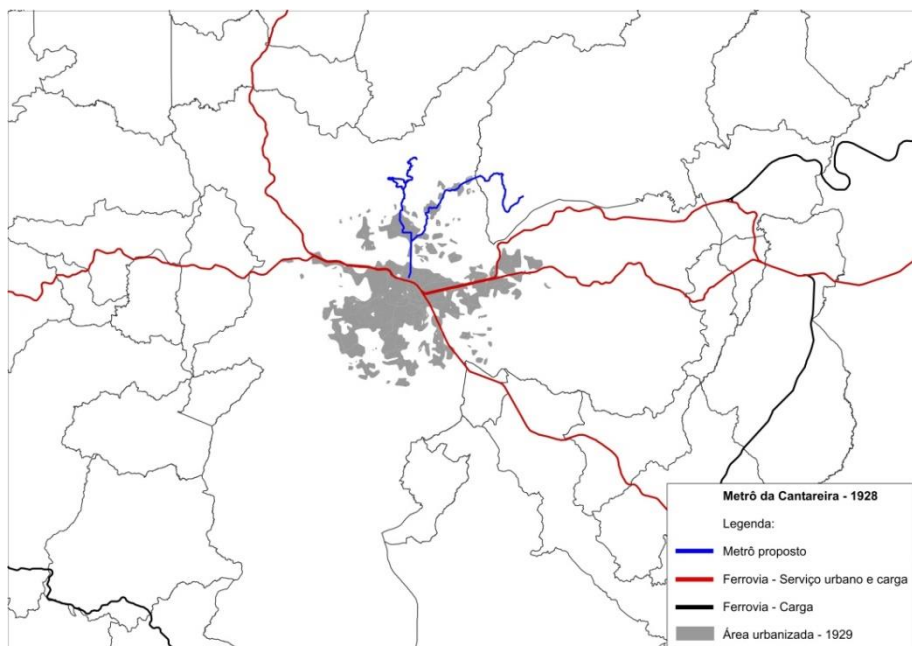 Metrô da Cantareira - 1928
Legenda:
Metrô proposto
Ferrovia - Serviço urbano e carga
Ferrovia - Carga
Área urbanizada - 1929